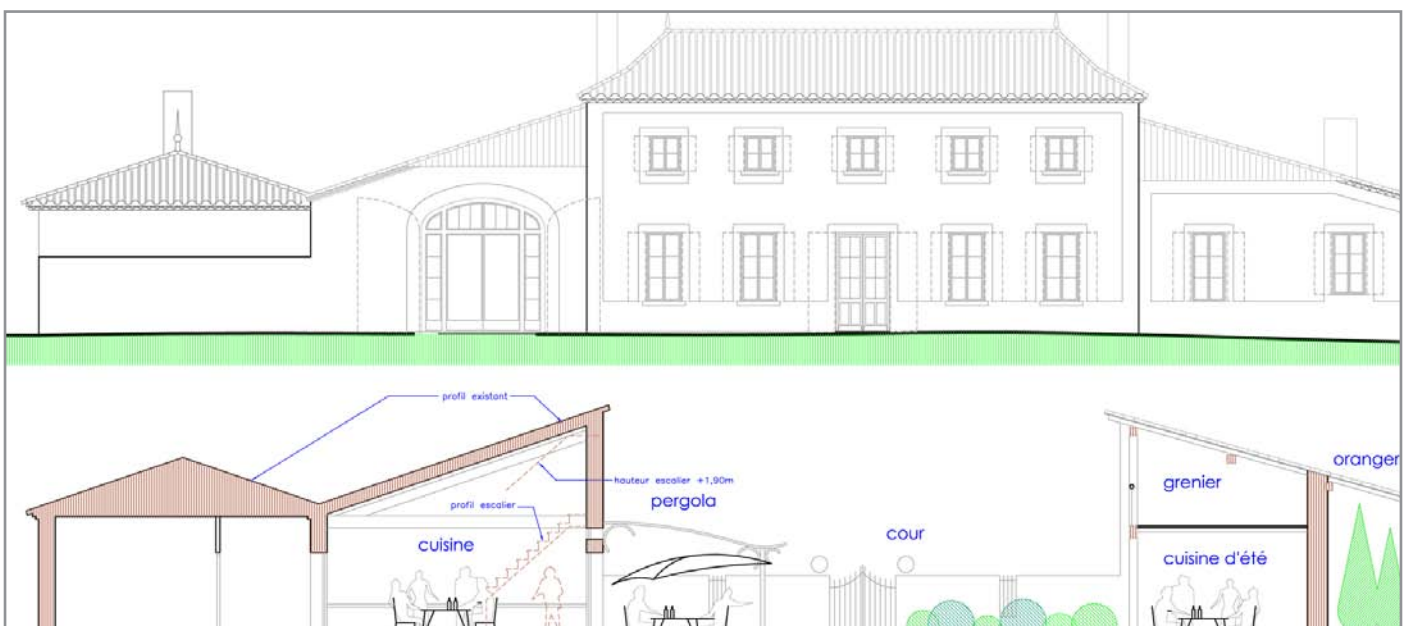 profil existant
hauteur escalier +1,90m
pergola
profil escalier
cuisine
cour
oranger
grenier
cuisine d'été